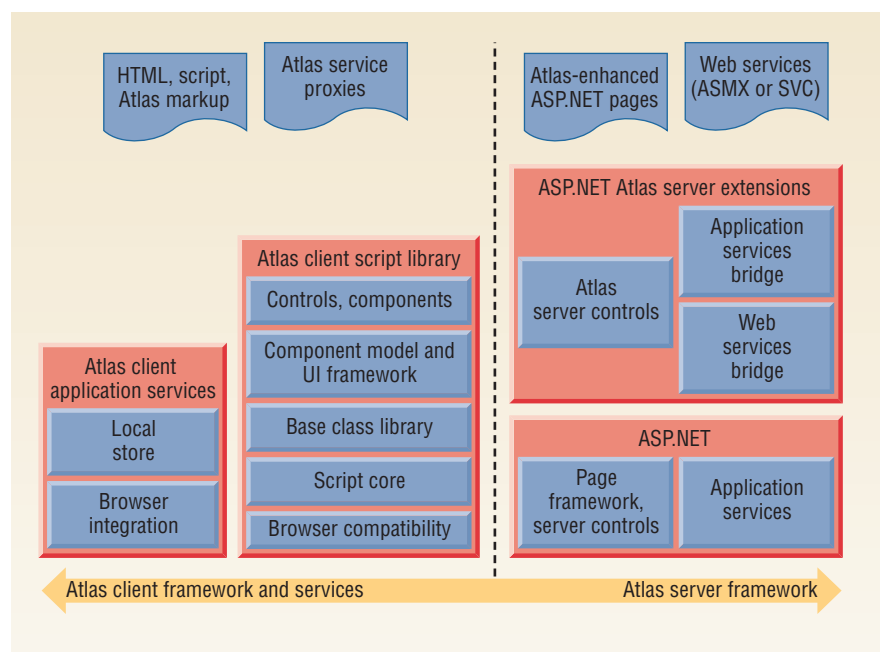 HTML, script,
Atlas markup
Atlas service
proxies
Atlas-enhanced
ASP.NET pages
Web services
(ASMX or SVC)
Atlas client
application services
Local
store
Browser
integration
Atlas client script library
Controls, components
Component model and
UI framework
Base class library
Script core
Browser compatibility
ASP.NET Atlas server extensions
Atlas
server controls
Application
services
bridge
Web
services
bridge
ASP.NET
Page
framework,
server controls
Application
services
Atlas client framework and services
Atlas server framework